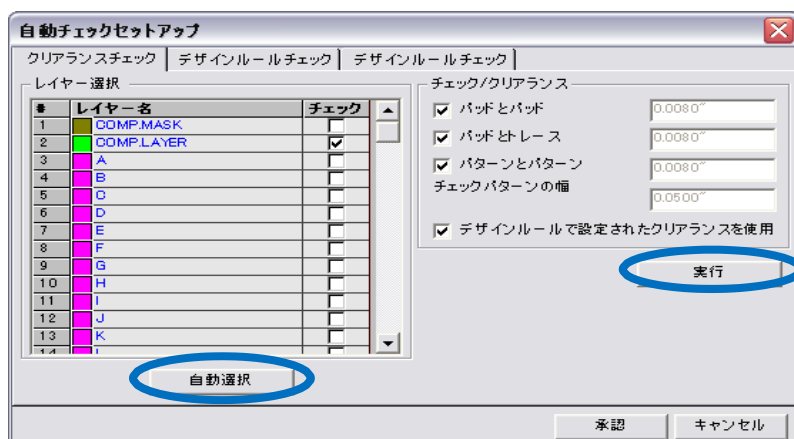 自動チェックセットアップ
クリアランスチェック デザインルールチェック デザインルールチェック
レイヤー選択
# レイヤー名 チェック
1 COMP.MASK
2 COMP.LAYER
3 A
4 B
5 C
6 D
7 E
8 F
9 G
10 H
11 I
12 J
13 K
14 L
自動選択
チェック/クリアランス
パッドとパッド 0.0080″
パッドとトレース 0.0080″
パターンとパターン 0.0080″
チェックパターンの幅 0.0500″
デザインルールで設定されたクリアランスを使用
実行
承認 キャンセル